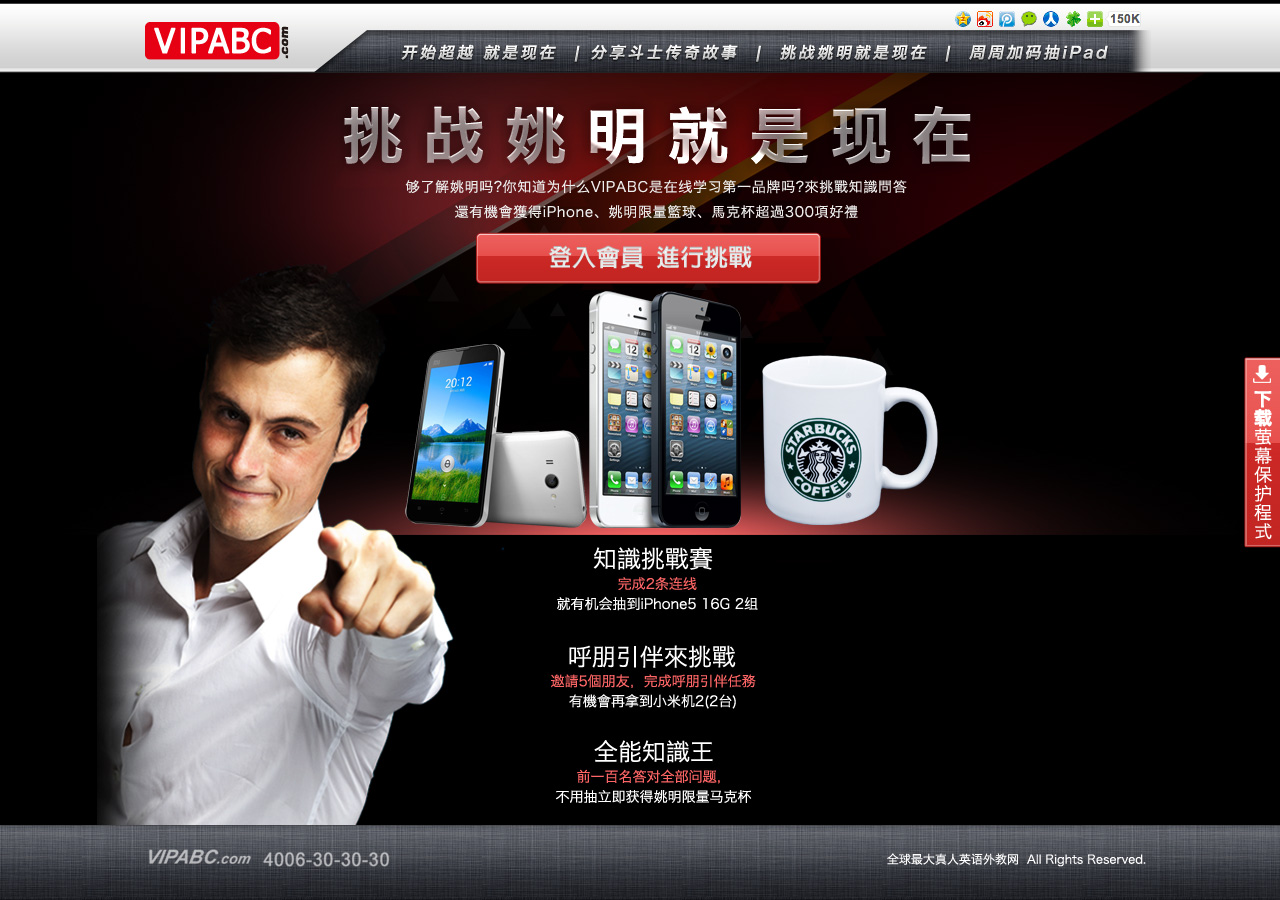 VIPABC.com
150K
开始超越 就是现在 | 分享斗士传奇故事 | 挑战姚明就是现在 | 周周加码抽iPad
挑战姚明就是现在
够了解姚明吗?你知道为什么VIPABC是在线学习第一品牌吗?來挑戰知識問答
還有機會獲得iPhone、姚明限量籃球、馬克杯超過300項好禮
登入會員 進行挑戰
20:12
STARBUCKS
COFFEE
下载萤幕保护程式
知識挑戰賽
完成2条连线
就有机会抽到iPhone5 16G 2组
呼朋引伴來挑戰
邀請5個朋友，完成呼朋引伴任務
有機會再拿到小米机2(2台)
全能知識王
前一百名答对全部问题，
不用抽立即获得姚明限量马克杯
VIPABC.com 4006-30-30-30
全球最大真人英语外教网 All Rights Reserved.